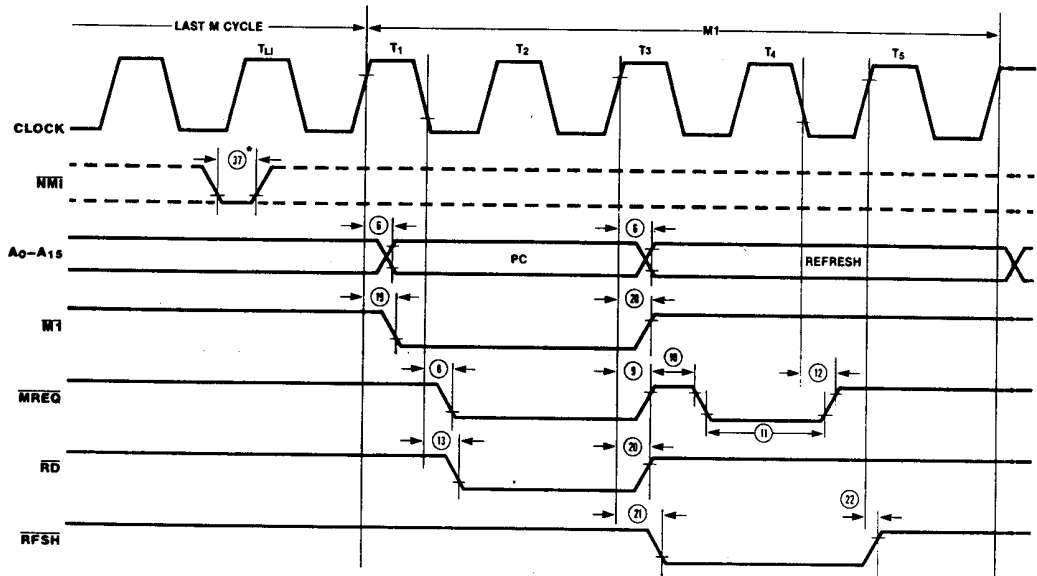 LAST M CYCLE M1
TLI T1 T2 T3 T4 T5
CLOCK
37*
NMI
6 6
A0–A15 PC REFRESH
19 20
M1
8 9 10 12
MREQ 11
13 20
RD
22
21
RFSH